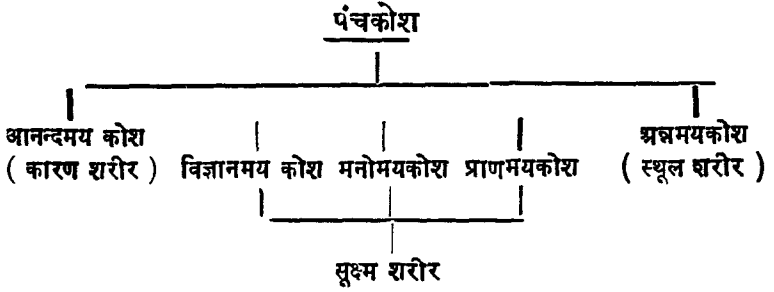 पंचकोश
आनन्दमय कोश
( कारण शरीर )
विज्ञानमय कोश
मनोमयकोश
प्राणमयकोश
अन्नमयकोश
( स्थूल शरीर )
सूक्ष्म शरीर